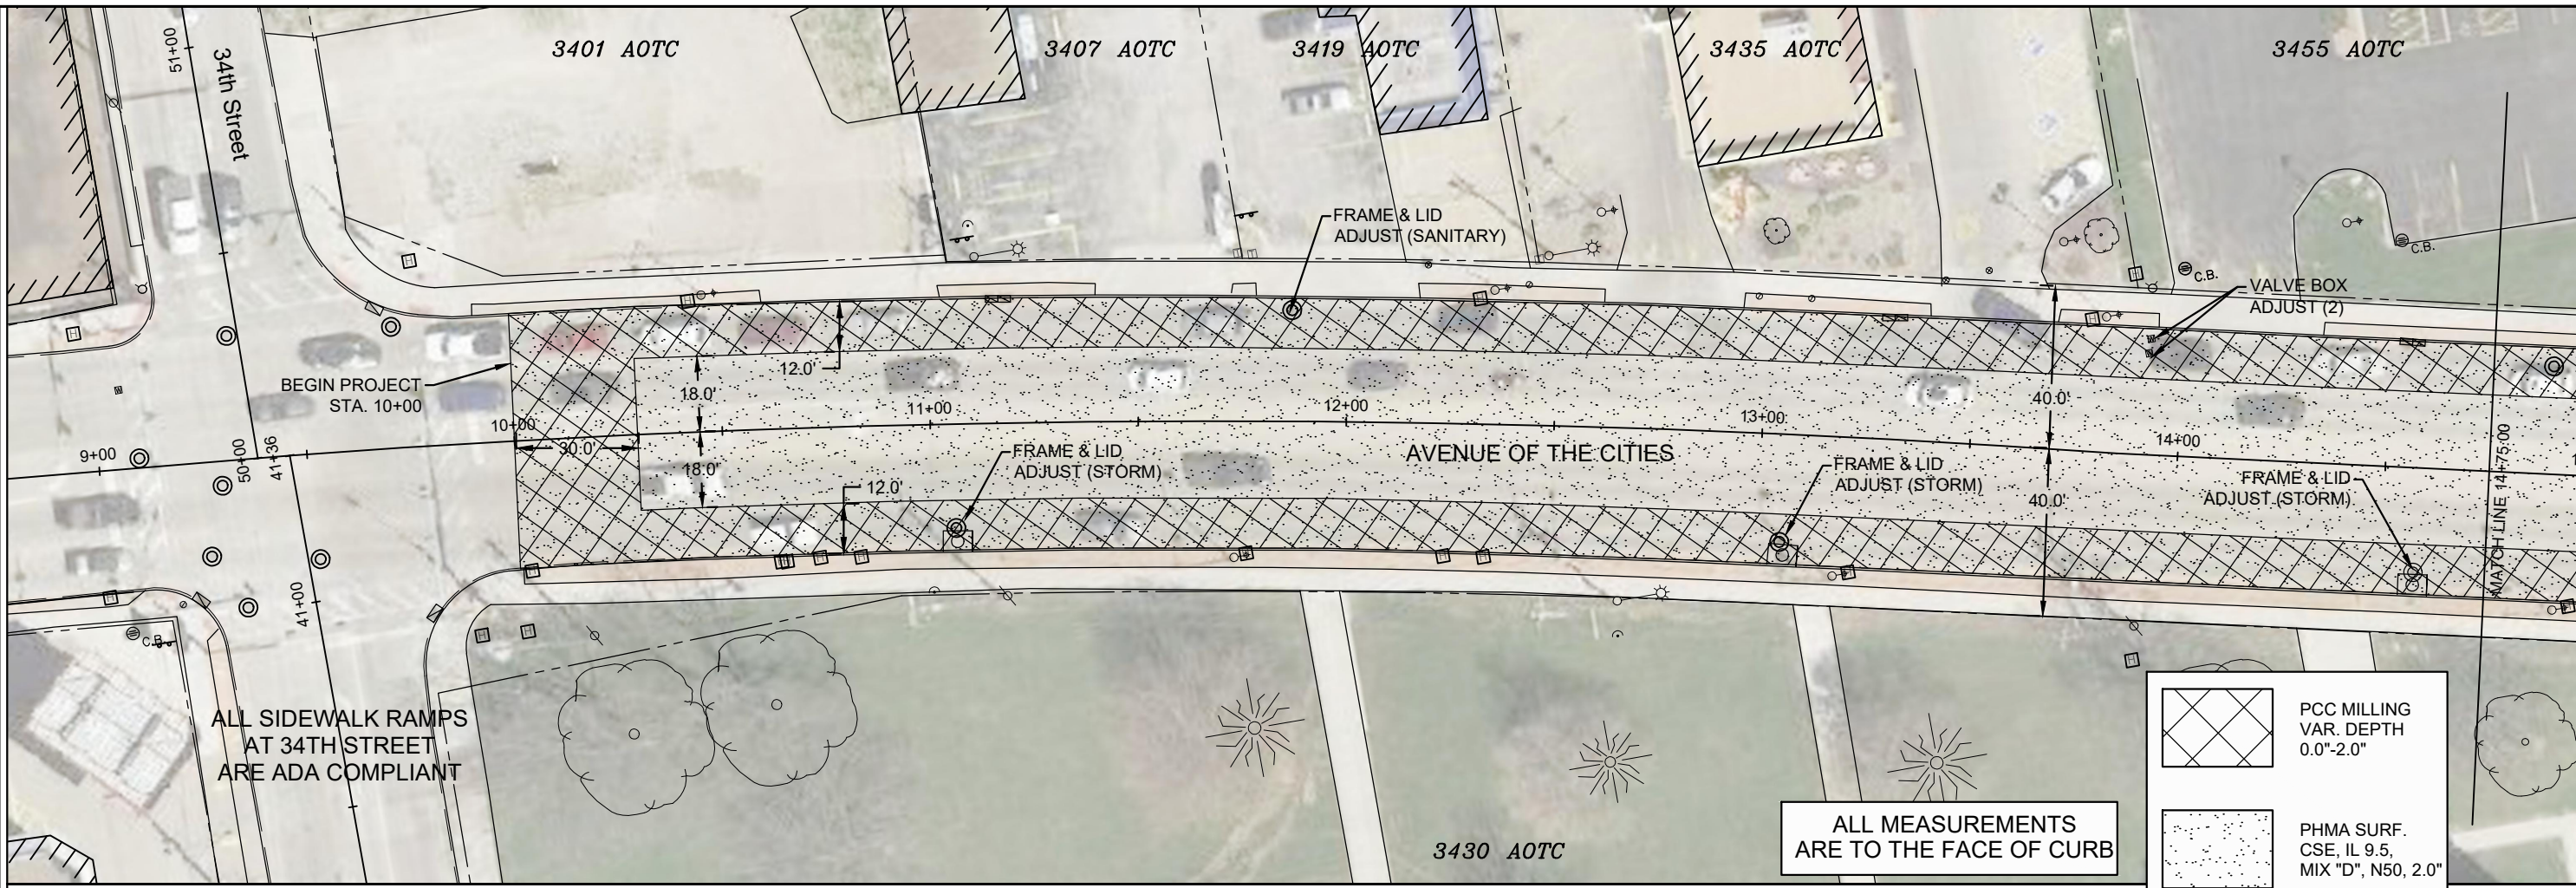 51+00
34th Street
3401 AOTC
3407 AOTC
3419 AOTC
3435 AOTC
3455 AOTC
FRAME & LID
ADJUST (SANITARY)
C.B.
C.B.
VALVE BOX
ADJUST (2)
BEGIN PROJECT
STA. 10+00
12.0'
18.0'
40.0'
9+00
50+00
41+36
10+00
30.0'
11+00
12+00
13+00
14+00
18.0'
12.0'
FRAME & LID
ADJUST (STORM)
AVENUE OF THE CITIES
FRAME & LID
ADJUST (STORM)
40.0'
FRAME & LID
ADJUST (STORM)
MATCH LINE 14+75.00
41+00
C.B.
ALL SIDEWALK RAMPS
AT 34TH STREET
ARE ADA COMPLIANT
3430 AOTC
ALL MEASUREMENTS
ARE TO THE FACE OF CURB
PCC MILLING
VAR. DEPTH
0.0"-2.0"
PHMA SURF.
CSE, IL 9.5,
MIX "D", N50, 2.0"